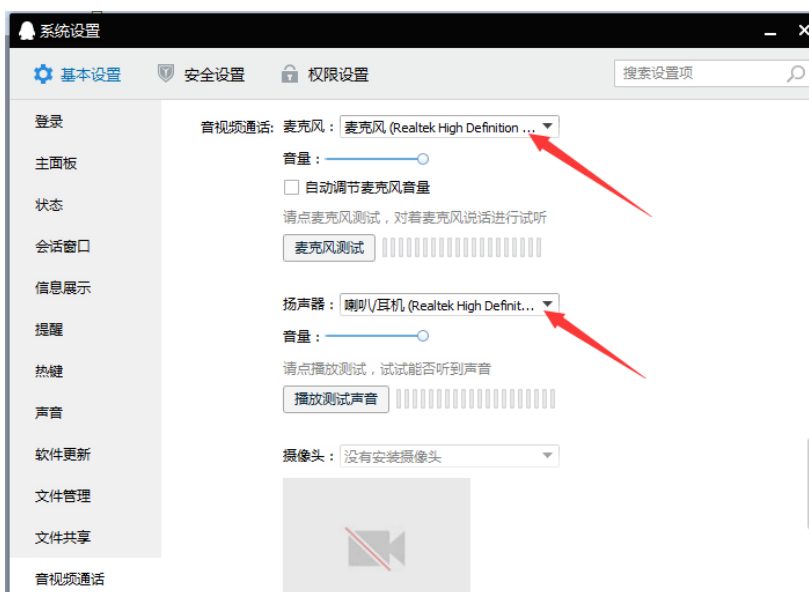 系统设置
基本设置 安全设置 权限设置 搜索设置项
登录
主面板
状态
会话窗口
信息展示
提醒
热键
声音
软件更新
文件管理
文件共享
音视频通话
音视频通话: 麦克风： 麦克风 (Realtek High Definition ...
音量：
自动调节麦克风音量
请点麦克风测试，对着麦克风说话进行试听
麦克风测试
扬声器： 喇叭/耳机 (Realtek High Definit...
音量：
请点播放测试，试试能否听到声音
播放测试声音
摄像头： 没有安装摄像头